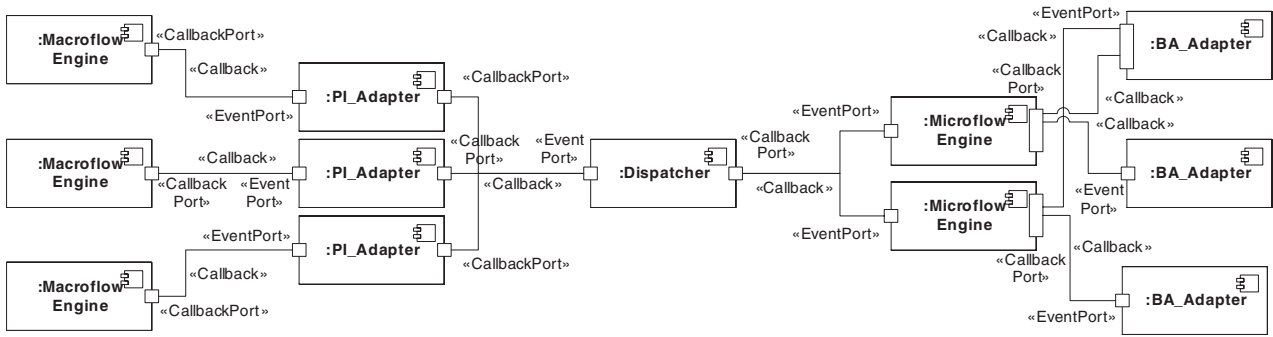 :Macroflow
Engine
«CallbackPort»
«Callback»
«EventPort»
:PI_Adapter
«CallbackPort»
:Macroflow
Engine
«Callback»
«Callback
Port»
«Event
Port»
:PI_Adapter
«Callback
Port»
«Event
Port»
«Callback»
:Macroflow
Engine
«EventPort»
«Callback»
«CallbackPort»
:PI_Adapter
«CallbackPort»
:Dispatcher
«Callback
Port»
«Callback»
«EventPort»
«EventPort»
:Microflow
Engine
«Callback
Port»
:Microflow
Engine
«Callback
Port»
«EventPort»
«Callback»
:BA_Adapter
«Callback»
«Callback»
:BA_Adapter
«Event
Port»
«Callback»
«EventPort»
:BA_Adapter